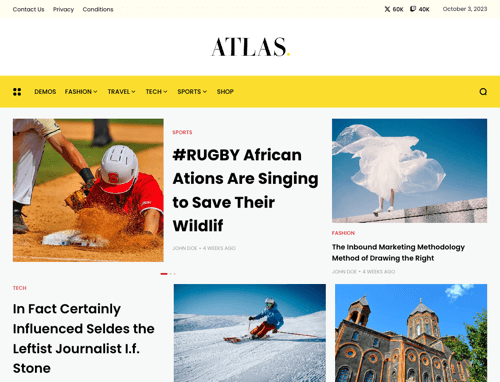 Contact Us Privacy Conditions 60K 40K October 3, 2023
ATLAS.
DEMOS FASHION TRAVEL TECH SPORTS SHOP
SPORTS
#RUGBY African
Ations Are Singing
to Save Their
Wildlif
JOHN DOE • 4 WEEKS AGO
FASHION
The Inbound Marketing Methodology
Method of Drawing the Right
JOHN DOE • 4 WEEKS AGO
TECH
In Fact Certainly
Influenced Seldes the
Leftist Journalist I.f.
Stone